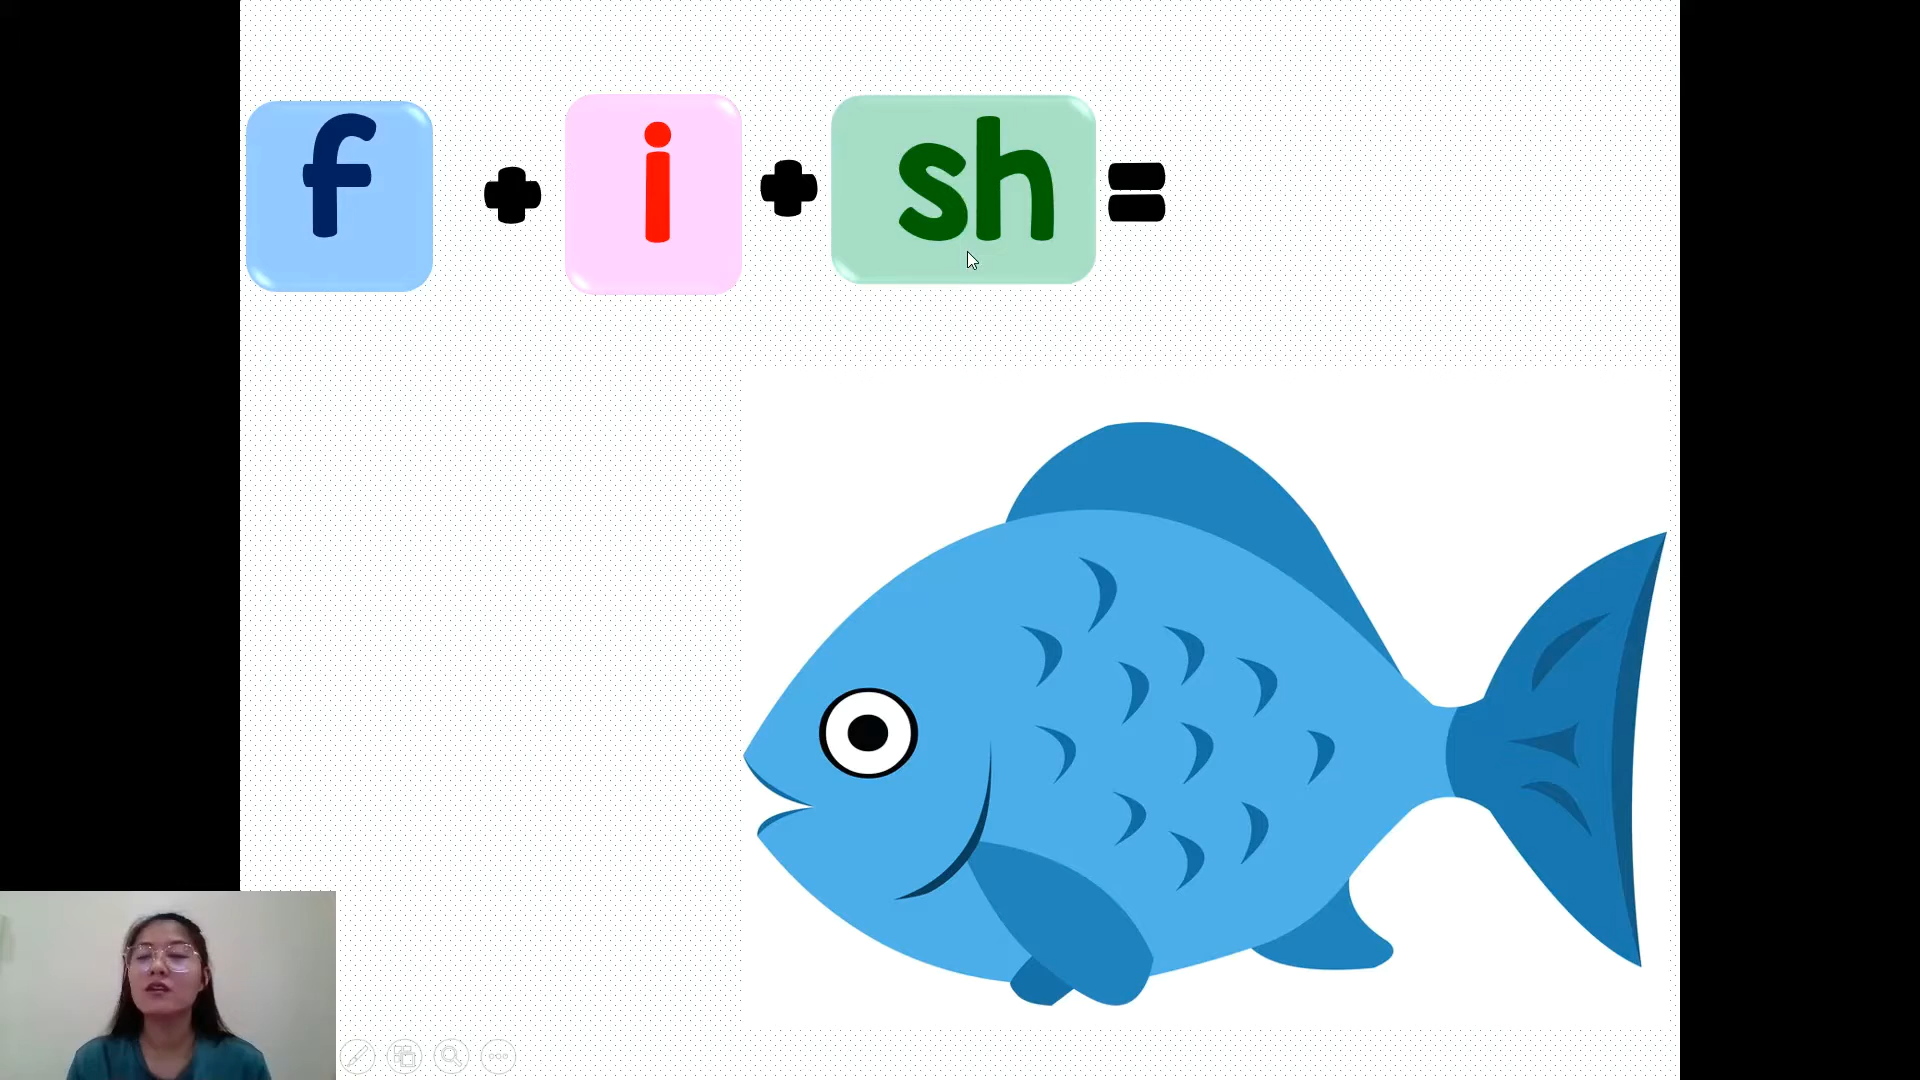 f + i + sh =